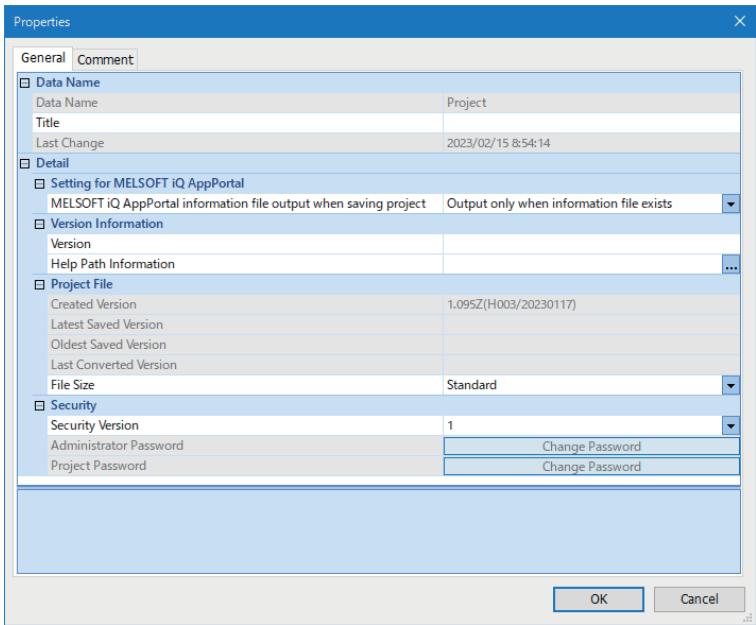 Properties
General Comment
Data Name
Data Name Project
Title
Last Change 2023/02/15 8:54:14
Detail
Setting for MELSOFT iQ AppPortal
MELSOFT iQ AppPortal information file output when saving project Output only when information file exists
Version Information
Version
Help Path Information ...
Project File
Created Version 1.095Z(H003/20230117)
Latest Saved Version
Oldest Saved Version
Last Converted Version
File Size Standard
Security
Security Version 1
Administrator Password Change Password
Project Password Change Password
OK Cancel